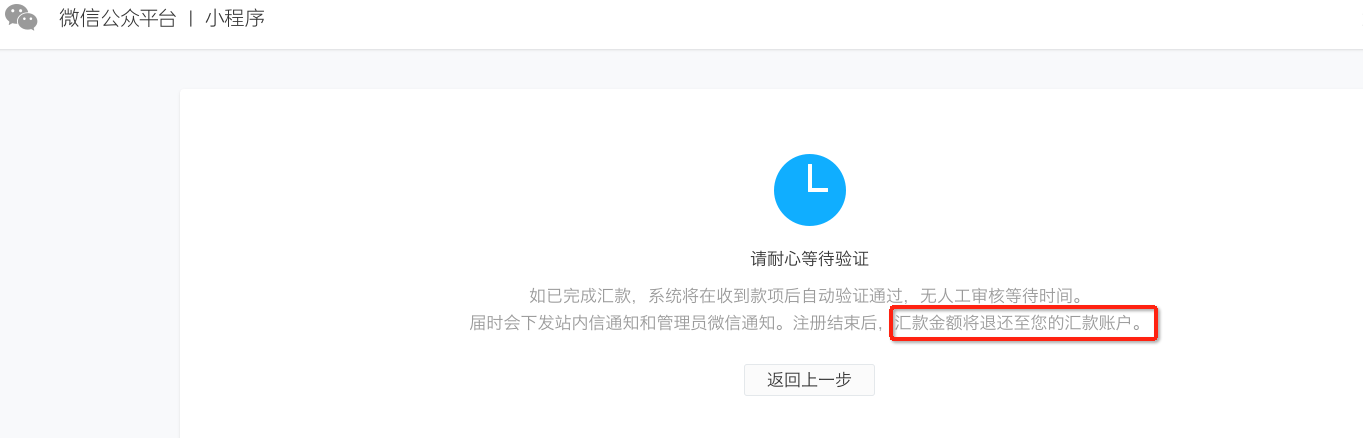 微信公众平台 | 小程序
请耐心等待验证
如已完成汇款，系统将在收到款项后自动验证通过，无人工审核等待时间。
届时会下发站内信通知和管理员微信通知。注册结束后，汇款金额将退还至您的汇款账户。
返回上一步